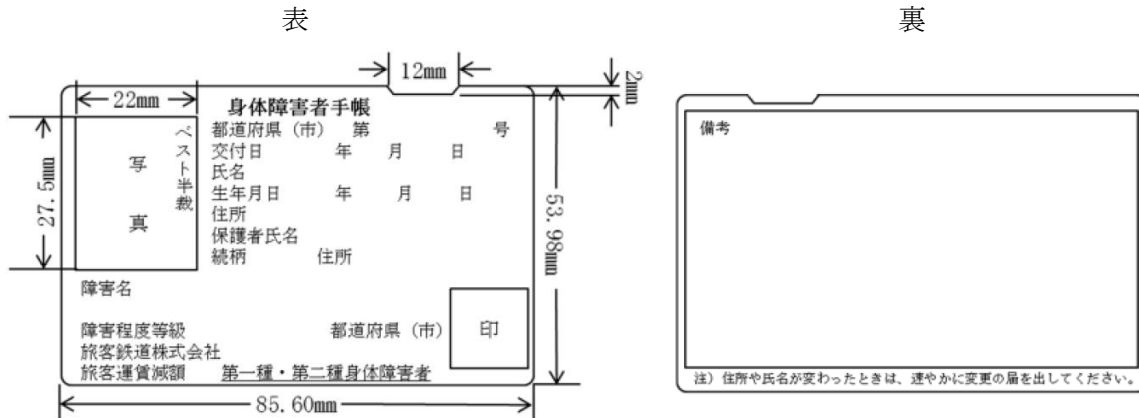 表
裏
12mm
2mm
22mm
身体障害者手帳
都道府県（市） 第 号
交付日 年 月 日
氏名
生年月日 年 月 日
住所
保護者氏名
続柄 住所
写真
ベスト半裁
27.5mm
53.98mm
障害名
障害程度等級 都道府県（市） 印
旅客鉄道株式会社
旅客運賃減額 第一種・第二種身体障害者
85.60mm
備考
注）住所や氏名が変わったときは、速やかに変更の届を出してください。